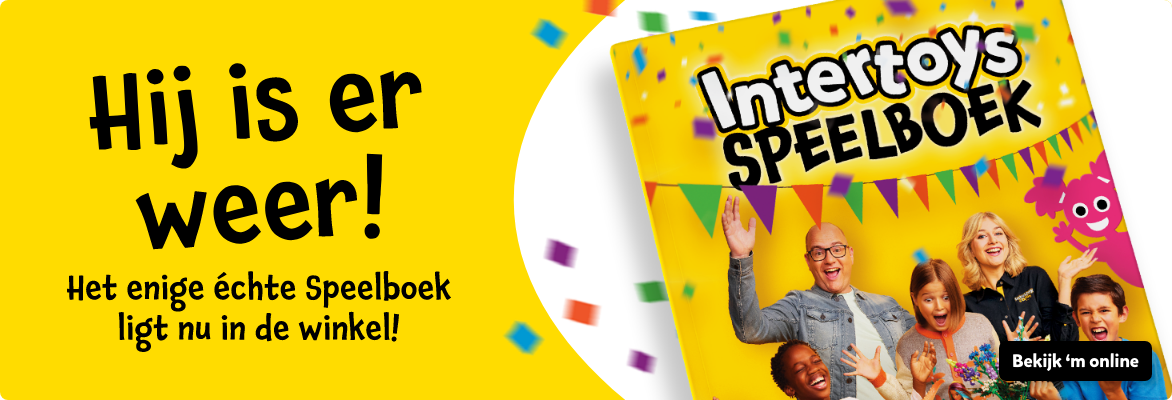 Hij is er
weer!
Het enige échte Speelboek
ligt nu in de winkel!
Intertoys
SPEELBOEK
Bekijk ‘m online